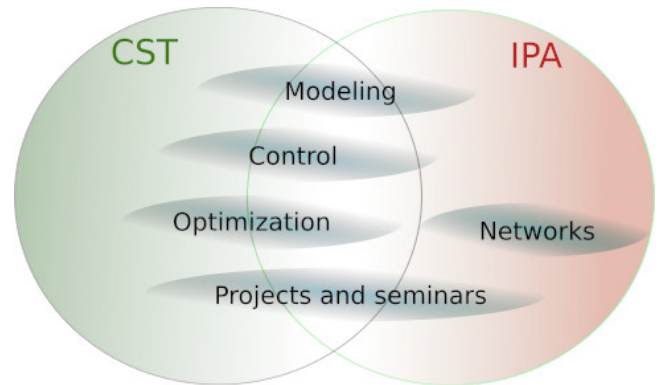 CST
IPA
Modeling
Control
Optimization
Networks
Projects and seminars